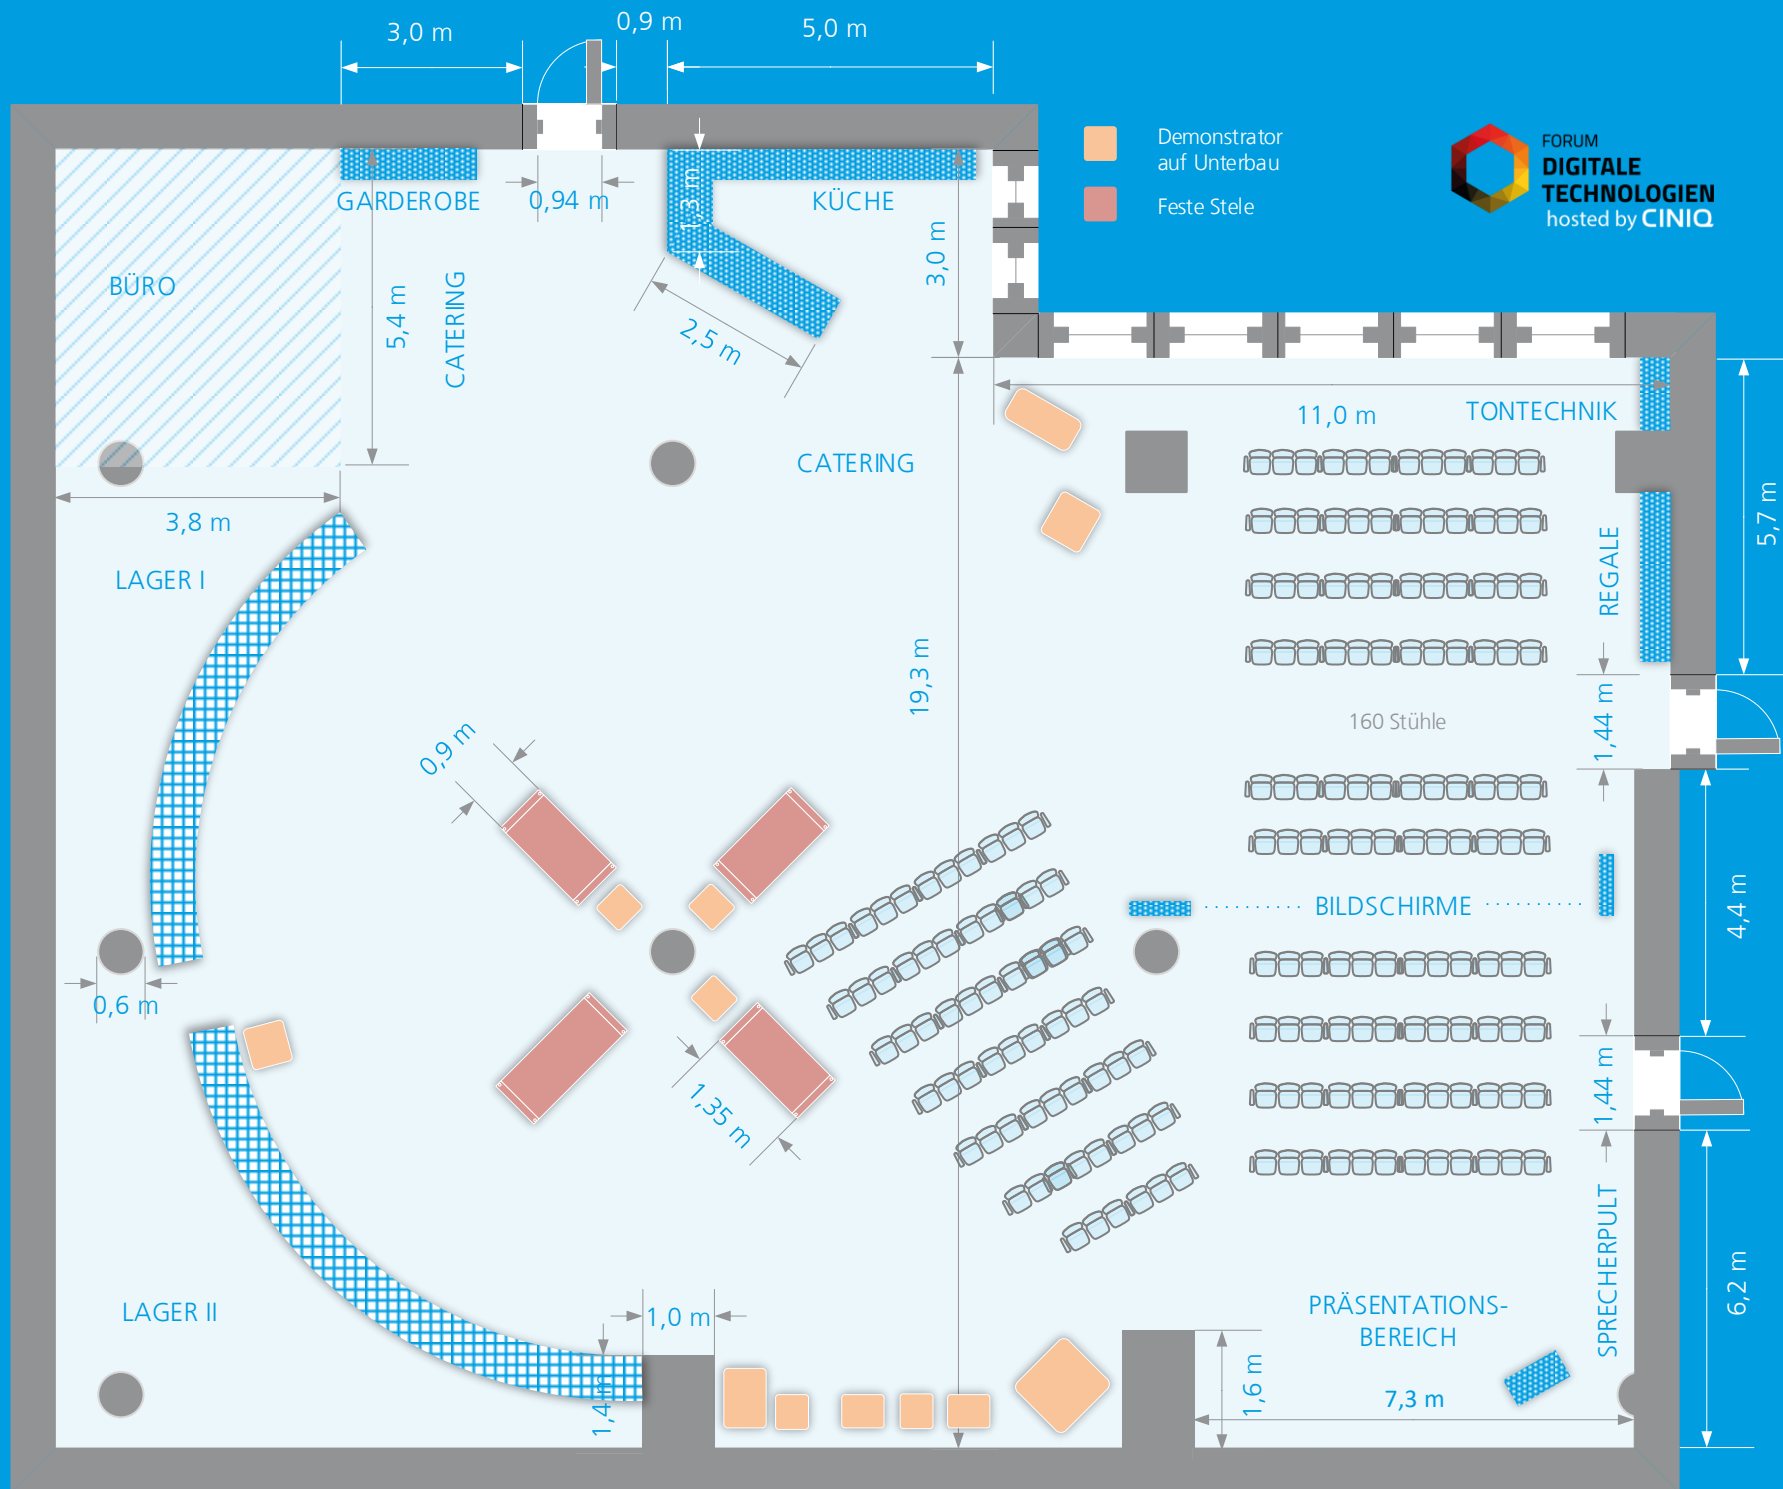 3,0 m
0,9 m
5,0 m
Demonstrator
auf Unterbau
Feste Stele
FORUM
DIGITALE
TECHNOLOGIEN
hosted by CINIQ
GARDEROBE
0,94 m
1,3 m
KÜCHE
3,0 m
BÜRO
5,4 m
CATERING
2,5 m
11,0 m
TONTECHNIK
CATERING
3,8 m
5,7 m
LAGER I
REGALE
19,3 m
1,44 m
160 Stühle
0,9 m
BILDSCHIRME
4,4 m
0,6 m
1,35 m
1,44 m
SPRECHERPULT
LAGER II
1,0 m
PRÄSENTATIONS-
BEREICH
6,2 m
1,4 m
1,6 m
7,3 m